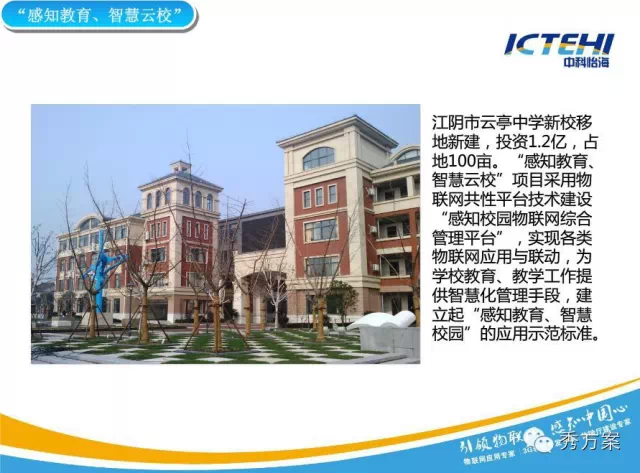 “感知教育、智慧云校”
ICTEHI
中科怡海
江阴市云亭中学新校移
地新建，投资1.2亿，占
地100亩。“感知教育、
智慧云校”项目采用物
联网共性平台技术建设
“感知校园物联网综合
管理平台”，实现各类
物联网应用与联动，为
学校教育、教学工作提
供智慧化管理手段，建
立起“感知教育、智慧
校园”的应用示范标准。
引领物联 感知中国心
物联网应用专家
建设专家
秀方案